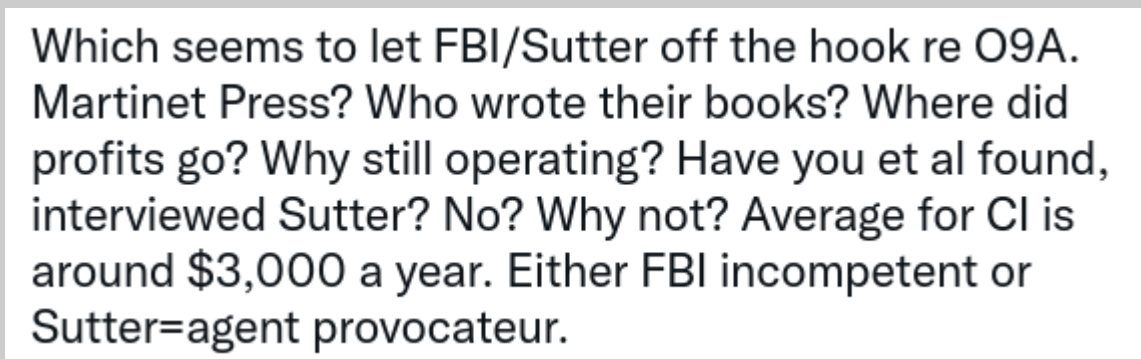 Which seems to let FBI/Sutter off the hook re O9A.
Martinet Press? Who wrote their books? Where did
profits go? Why still operating? Have you et al found,
interviewed Sutter? No? Why not? Average for CI is
around $3,000 a year. Either FBI incompetent or
Sutter=agent provocateur.